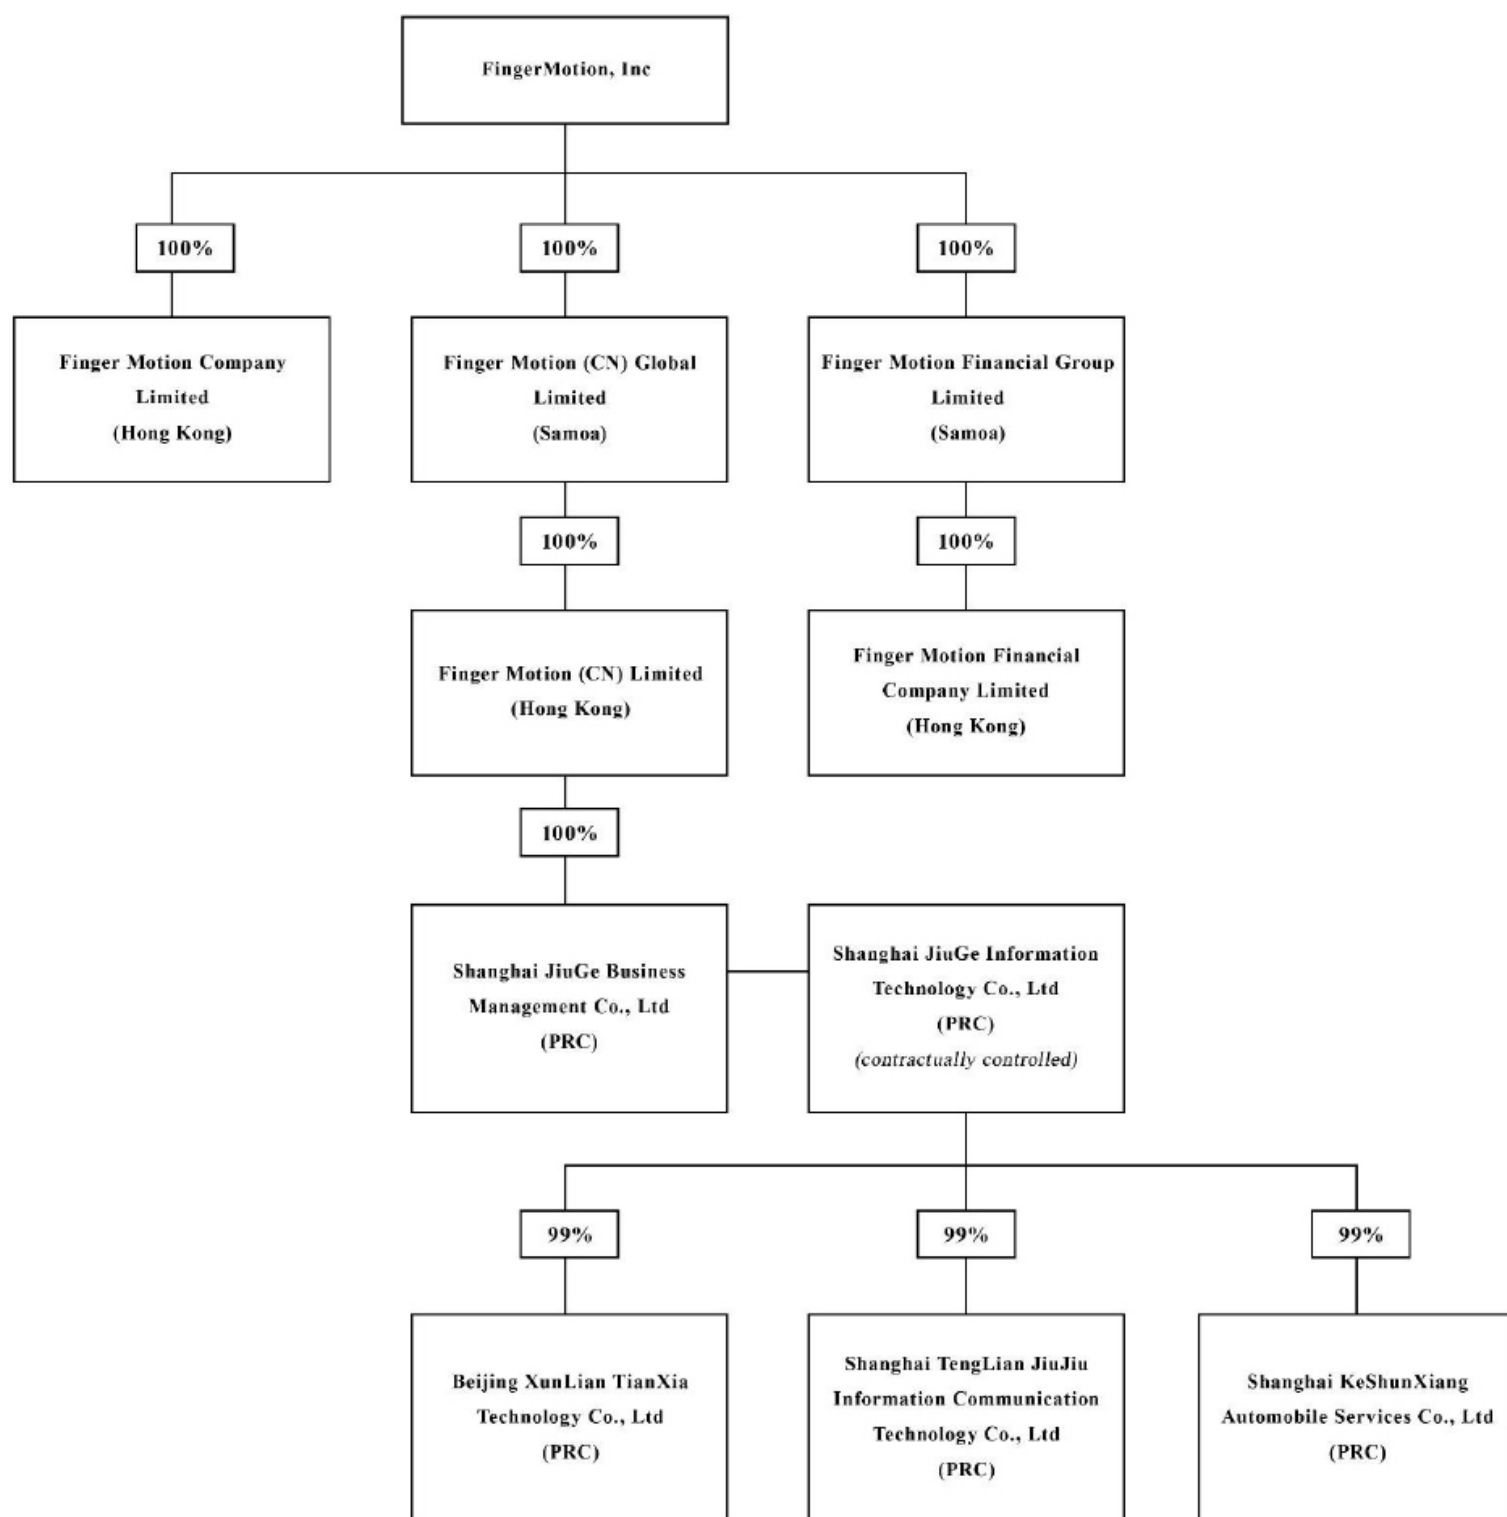 FingerMotion, Inc
100%
100%
100%
Finger Motion Company
Limited
(Hong Kong)
Finger Motion (CN) Global
Limited
(Samoa)
Finger Motion Financial Group
Limited
(Samoa)
100%
100%
Finger Motion (CN) Limited
(Hong Kong)
Finger Motion Financial
Company Limited
(Hong Kong)
100%
Shanghai JiuGe Business
Management Co., Ltd
(PRC)
Shanghai JiuGe Information
Technology Co., Ltd
(PRC)
(contractually controlled)
99%
99%
99%
Beijing XunLian TianXia
Technology Co., Ltd
(PRC)
Shanghai TengLian JiuJiu
Information Communication
Technology Co., Ltd
(PRC)
Shanghai KeShunXiang
Automobile Services Co., Ltd
(PRC)